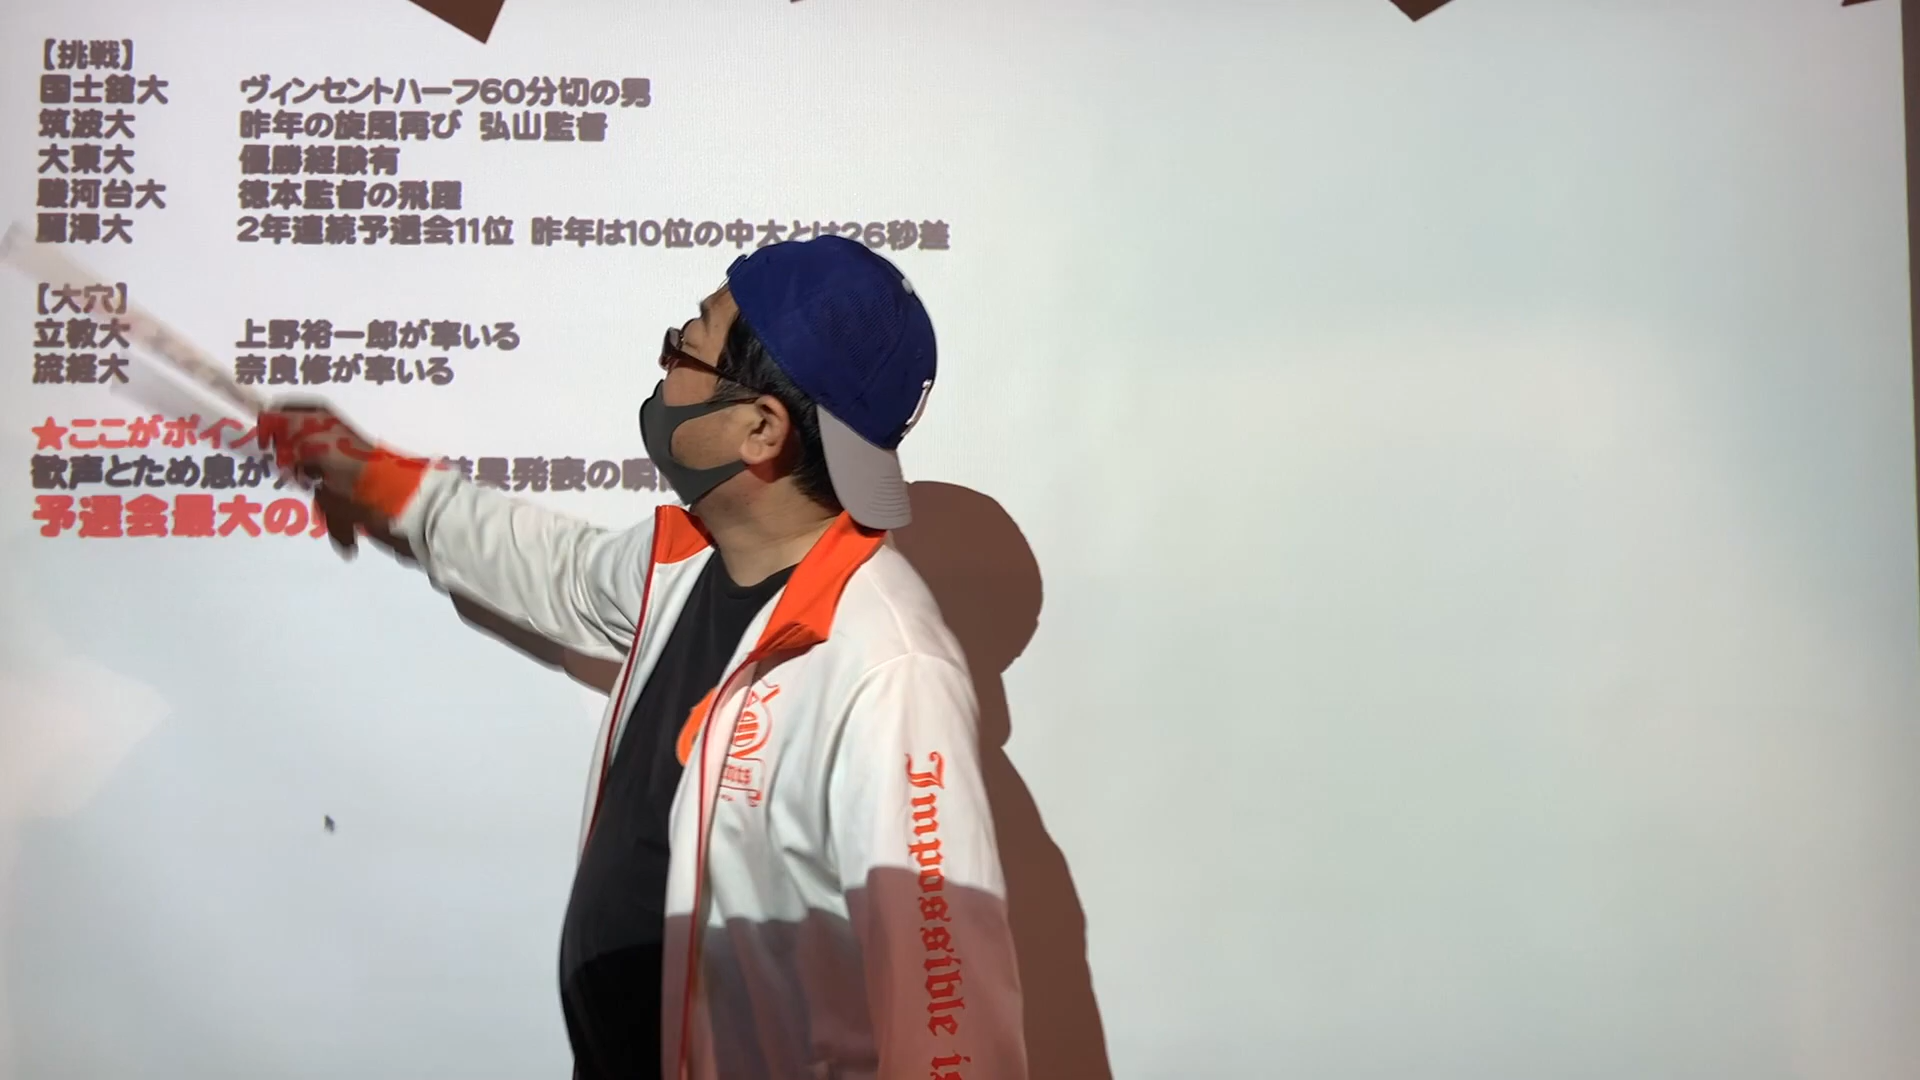 【挑戦】
国士舘大 ヴィンセントハーフ60分切の男
筑波大 昨年の旋風再び 弘山監督
大東大 優勝経験有
駿河台大 徳本監督の飛躍
麗澤大 2年連続予選会11位 昨年は10位の中大とは26秒差
【大穴】
立教大 上野裕一郎が率いる
流経大 奈良修が率いる
★ここがポイン
歓声とため息が 結果発表の瞬
予選会最大の
Impossible is